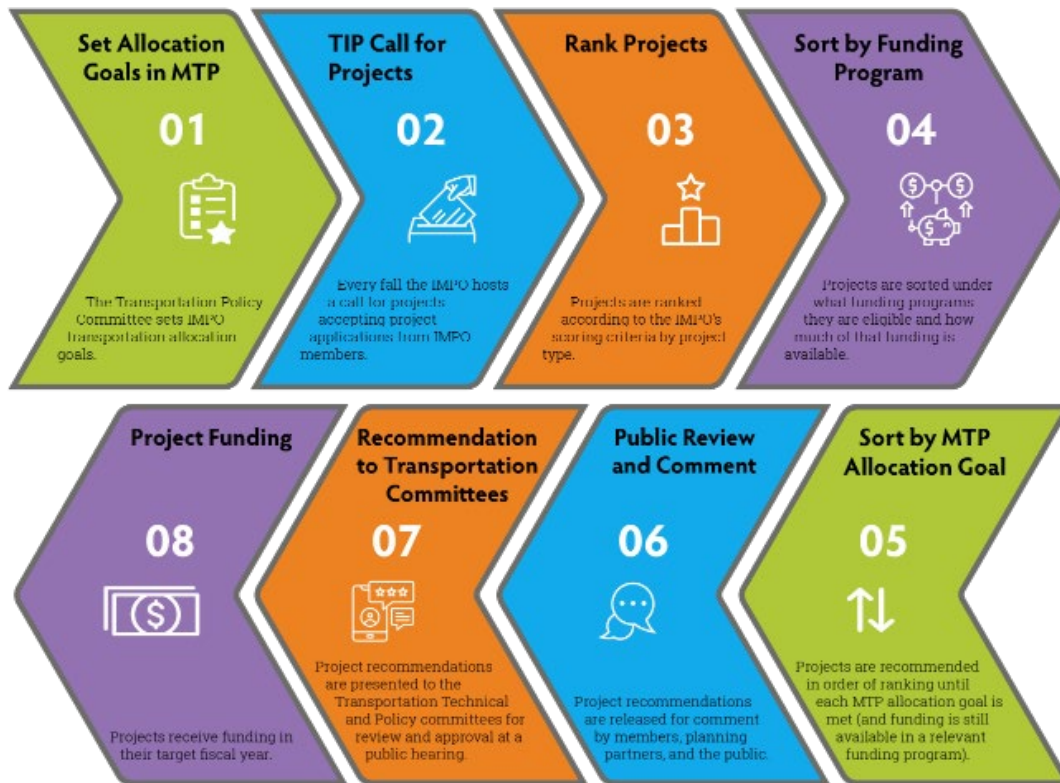 Set Allocation
Goals in MTP
01
The Transportation Policy
Committee sets IMPO
transportation allocation
goals.
TIP Call for
Projects
02
Every fall the IMPO hosts
a call for projects
accepting project
applications from IMPO
members.
Rank Projects
03
Projects are ranked
according to the IMPO's
scoring criteria by project
type.
Sort by Funding
Program
04
Projects are sorted under
what funding programs
they are eligible and how
much of that funding is
available.
Sort by MTP
Allocation Goal
05
Projects are recommended
in order of ranking until
each MTP allocation goal is
met (and funding is still
available in a relevant
funding program).
Public Review
and Comment
06
Project recommendations
are released for comment
by members, planning
partners, and the public.
Recommendation
to Transportation
Committees
07
Project recommendations
are presented to the
Transportation Technical
and Policy committees for
review and approval at a
public hearing.
Project Funding
08
$
Projects receive funding in
their target fiscal year.